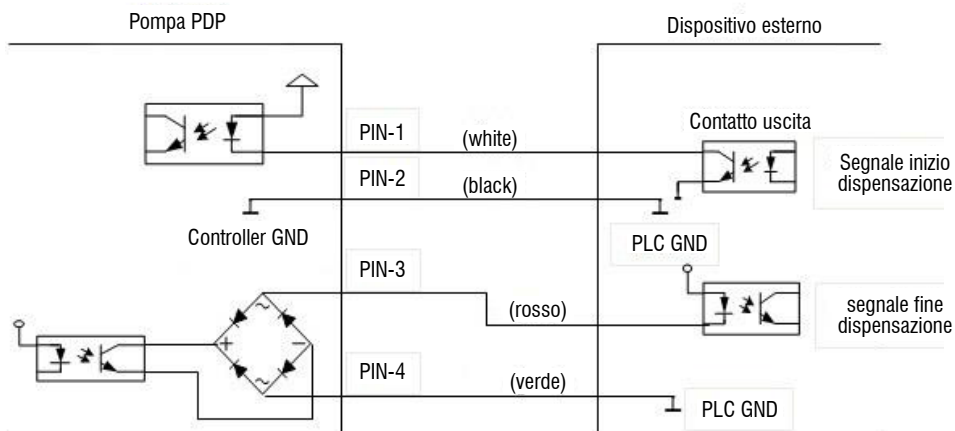 Pompa PDP
Dispositivo esterno
PIN-1
(white)
Contatto uscita
Segnale inizio
dispensazione
PIN-2
(black)
Controller GND
PLC GND
PIN-3
(rosso)
segnale fine
dispensazione
PIN-4
(verde)
PLC GND